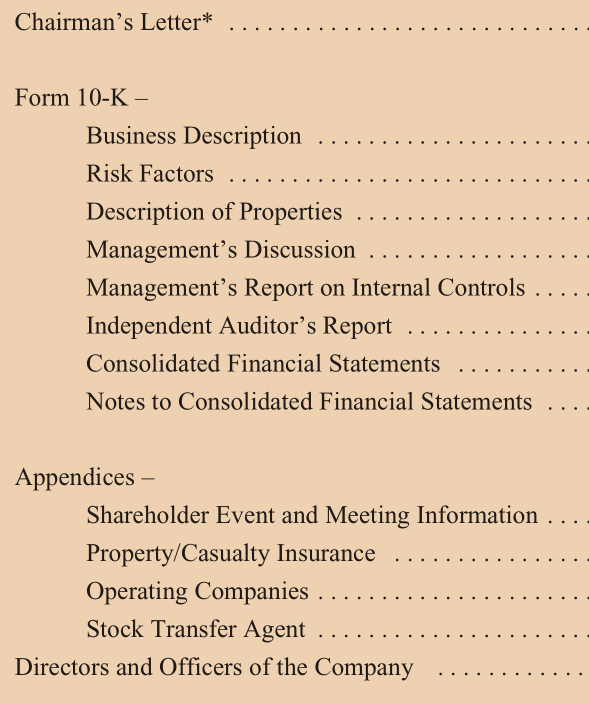 Chairman's Letter* . . . . . . . . . . . . . . . . . . . . . . . . . . . . .
Form 10-K –
Business Description . . . . . . . . . . . . . . . . . . . . . .
Risk Factors . . . . . . . . . . . . . . . . . . . . . . . . . . . . .
Description of Properties . . . . . . . . . . . . . . . . . . .
Management's Discussion . . . . . . . . . . . . . . . . . .
Management's Report on Internal Controls . . . . .
Independent Auditor's Report . . . . . . . . . . . . . . .
Consolidated Financial Statements . . . . . . . . . . .
Notes to Consolidated Financial Statements . . . .
Appendices –
Shareholder Event and Meeting Information . . . .
Property/Casualty Insurance . . . . . . . . . . . . . . . .
Operating Companies . . . . . . . . . . . . . . . . . . . . . .
Stock Transfer Agent . . . . . . . . . . . . . . . . . . . . . .
Directors and Officers of the Company . . . . . . . . . . . .